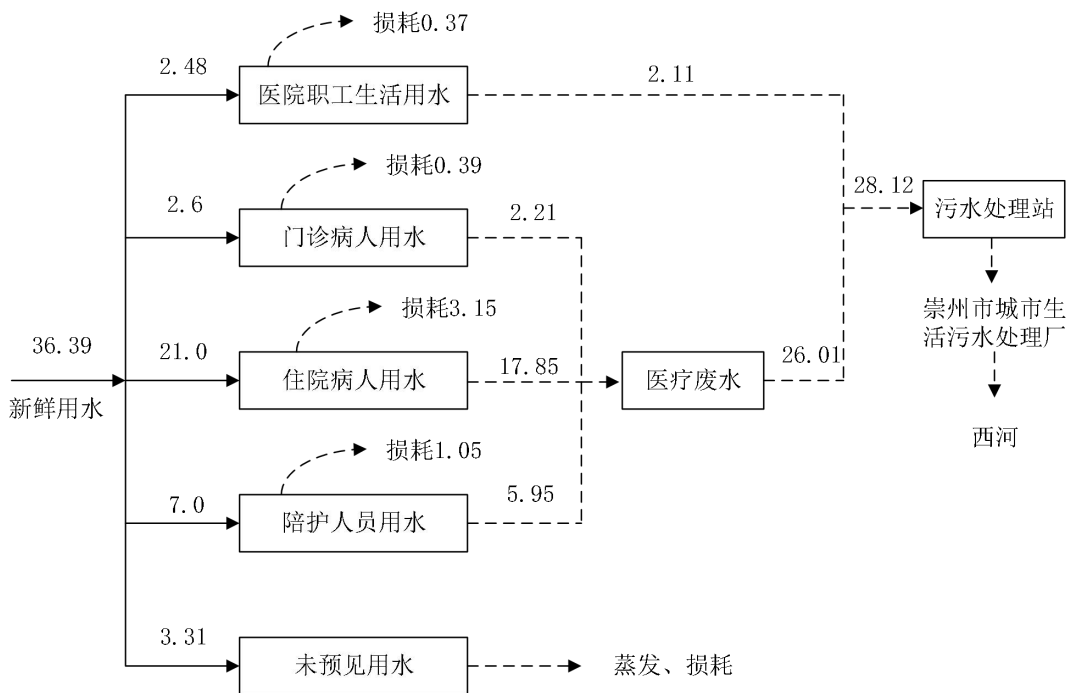 损耗0.37
2.48
医院职工生活用水
2.11
损耗0.39
2.6
门诊病人用水
2.21
28.12
污水处理站
损耗3.15
崇州市城市生
活污水处理厂
36.39
新鲜用水
21.0
住院病人用水
17.85
医疗废水
26.01
西河
损耗1.05
7.0
陪护人员用水
5.95
3.31
未预见用水
蒸发、损耗